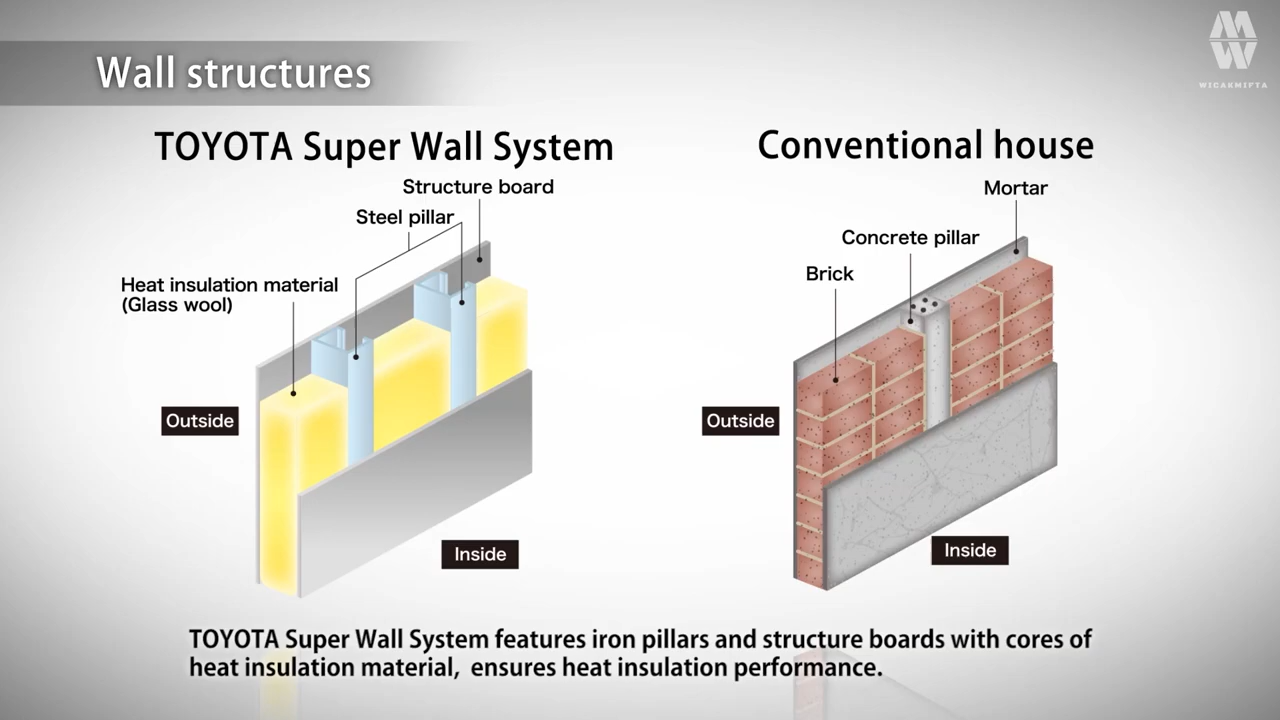 Wall structures
WICAKMIFTA
TOYOTA Super Wall System
Structure board
Steel pillar
Heat insulation material
(Glass wool)
Outside
Inside
Conventional house
Mortar
Concrete pillar
Brick
Outside
Inside
TOYOTA Super Wall System features iron pillars and structure boards with cores of
heat insulation material, ensures heat insulation performance.